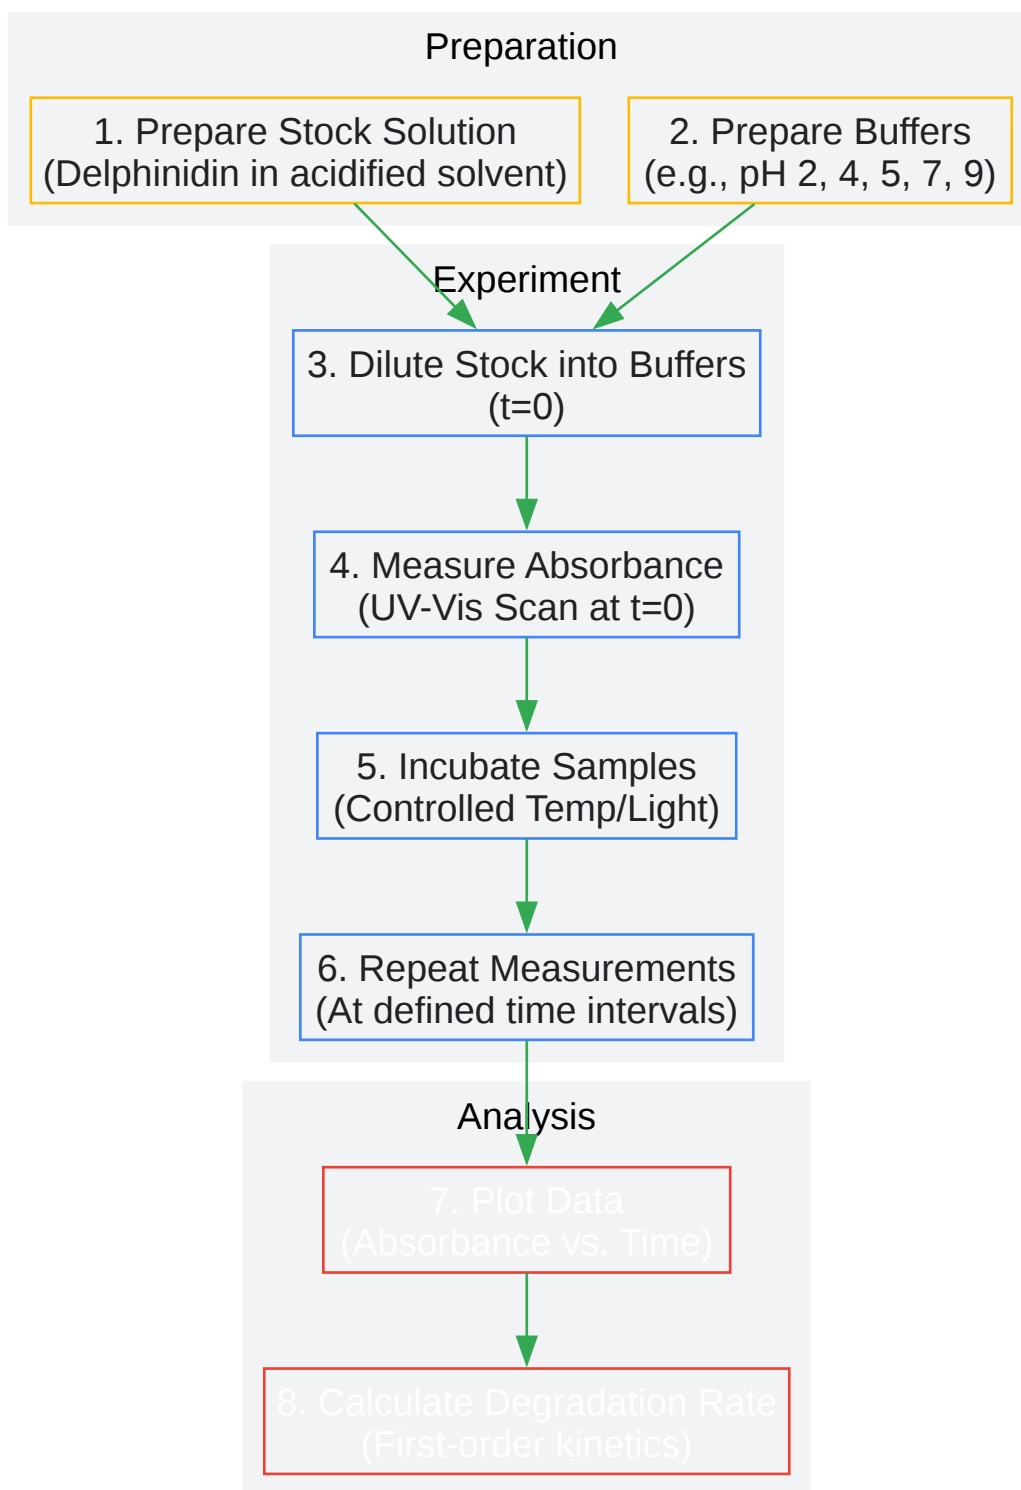 Preparation
1. Prepare Stock Solution
(Delphinidin in acidified solvent)
2. Prepare Buffers
(e.g., pH 2, 4, 5, 7, 9)
Experiment
3. Dilute Stock into Buffers
(t=0)
4. Measure Absorbance
(UV-Vis Scan at t=0)
5. Incubate Samples
(Controlled Temp/Light)
6. Repeat Measurements
(At defined time intervals)
Analysis
7. Plot Data
(Absorbance vs. Time)
8. Calculate Degradation Rate
(First-order kinetics)